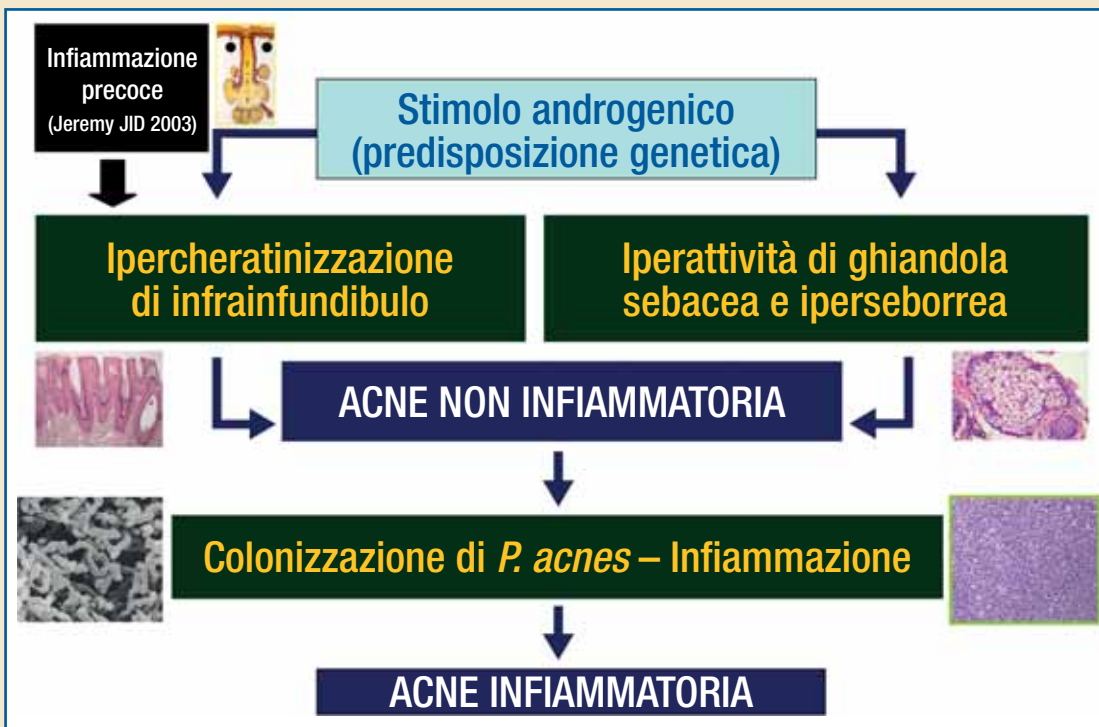 Infiammazione
precoce
(Jeremy JID 2003)
Stimolo androgenico
(predisposizione genetica)
Ipercheratinizzazione
di infrainfundibulo
Iperattività di ghiandola
sebacea e iperseborrea
ACNE NON INFIAMMATORIA
Colonizzazione di P. acnes – Infiammazione
ACNE INFIAMMATORIA